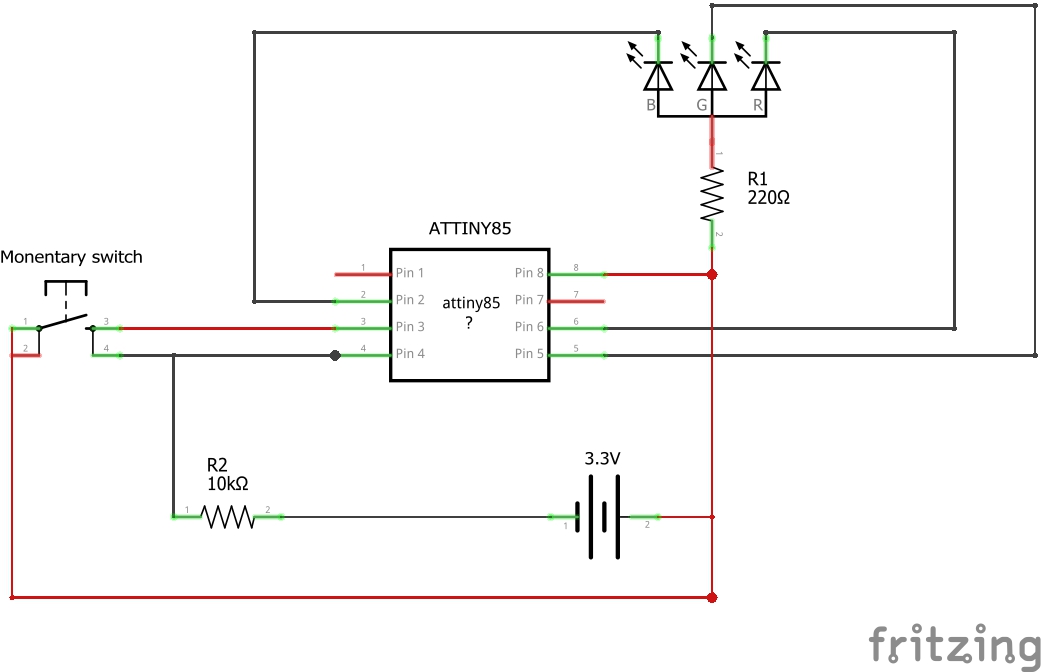 B
G
R
1
R1
220Ω
2
ATTINY85
Monentary switch
1
Pin 1
Pin 8
8
2
Pin 2
attiny85
Pin 7
7
?
1
3
3
Pin 3
Pin 6
6
2
4
4
Pin 4
Pin 5
5
R2
10kΩ
3.3V
1
2
1
2
fritzing